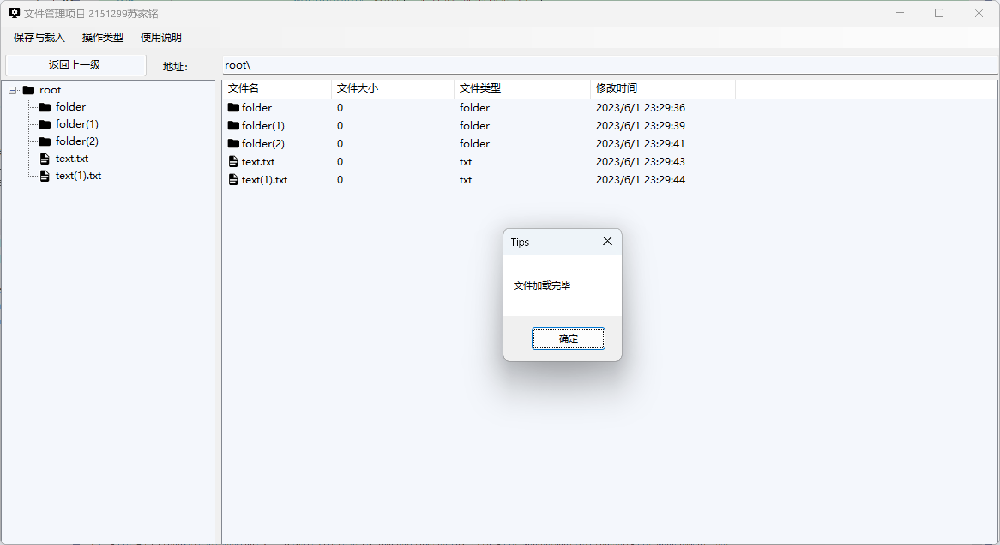 文件管理项目 2151299苏家铭
保存与载入 操作类型 使用说明
返回上一级 地址： root\
root
folder
folder(1)
folder(2)
text.txt
text(1).txt
文件名 文件大小 文件类型 修改时间
folder 0 folder 2023/6/1 23:29:36
folder(1) 0 folder 2023/6/1 23:29:39
folder(2) 0 folder 2023/6/1 23:29:41
text.txt 0 txt 2023/6/1 23:29:43
text(1).txt 0 txt 2023/6/1 23:29:44
Tips
文件加载完毕
确定